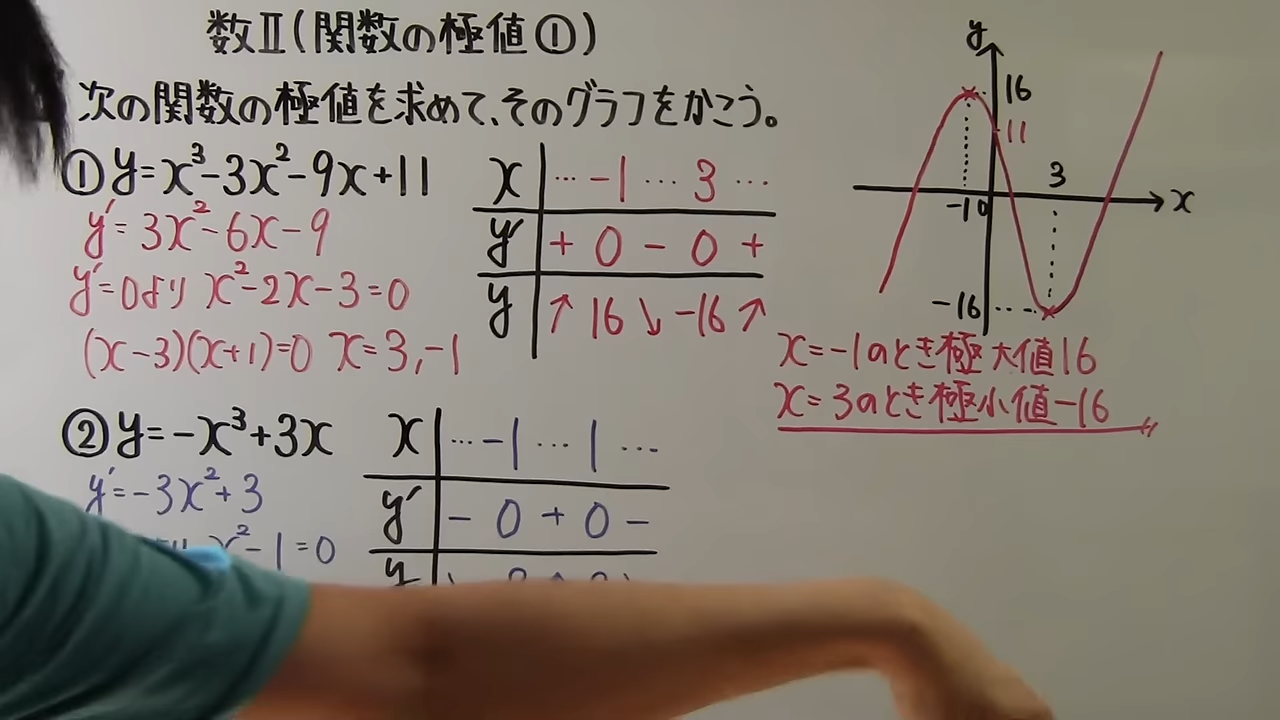 数Ⅱ(関数の極値①)
次の関数の極値を求めて、そのグラフをかこう。
①y=x³-3x²-9x+11
y′=3x²-6x-9
y′=0より x²-2x-3=0
(x-3)(x+1)=0 x=3,-1
x … -1 … 3 …
y′ + 0 - 0 +
y ↗ 16 ↘ -16 ↗
y
16
11
3
-1 0 x
-16
x=-1のとき極大値16
x=3のとき極小値-16
②y=-x³+3x
y′=-3x²+3
x²-1=0
x … -1 … 1 …
y′ - 0 + 0 -
y